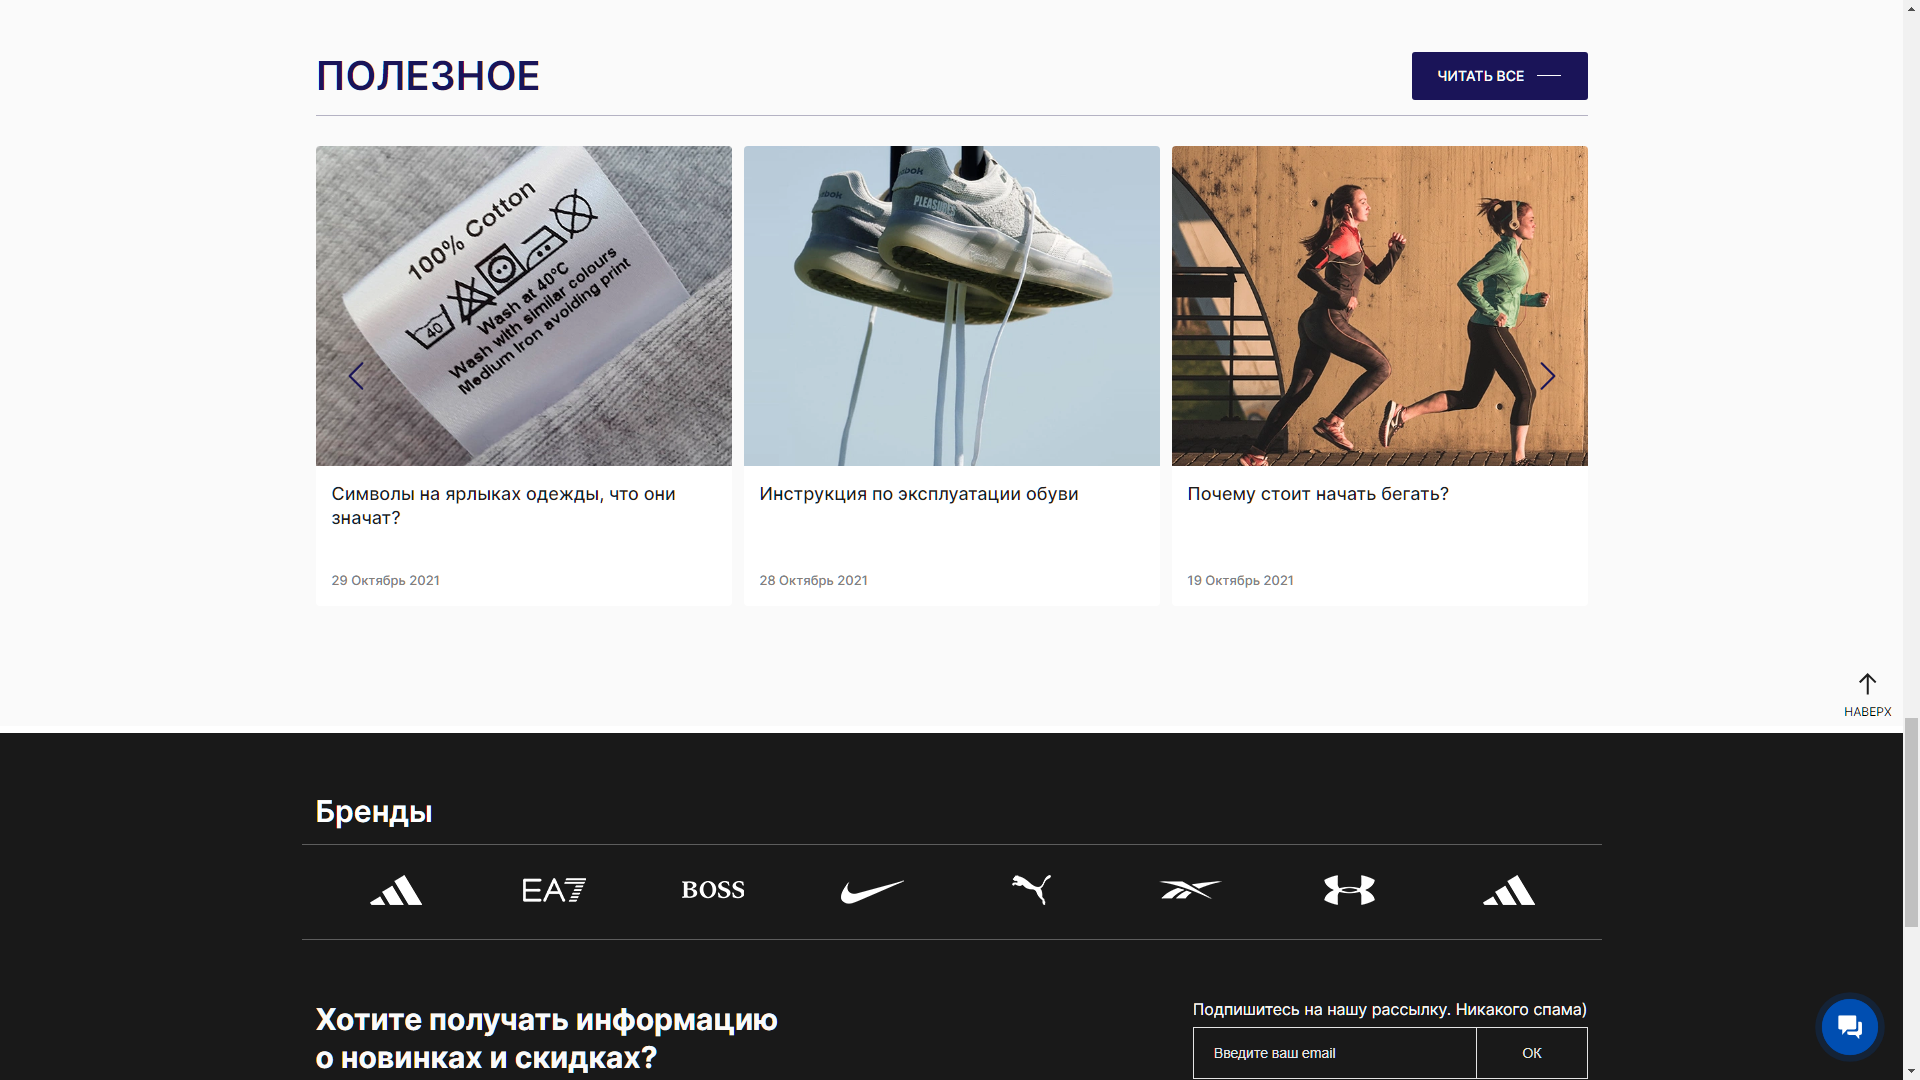 ПОЛЕЗНОЕ
ЧИТАТЬ ВСЕ
100% Cotton
40
Wash at 40°C
Wash with similar colours
Medium Iron avoiding print
Reebok
PLEASURES
Символы на ярлыках одежды, что они
значат?
29 Октябрь 2021
Инструкция по эксплуатации обуви
28 Октябрь 2021
Почему стоит начать бегать?
19 Октябрь 2021
НАВЕРХ
Бренды
EA7
BOSS
Хотите получать информацию
о новинках и скидках?
Подпишитесь на нашу рассылку. Никакого спама)
Введите ваш email
ОК